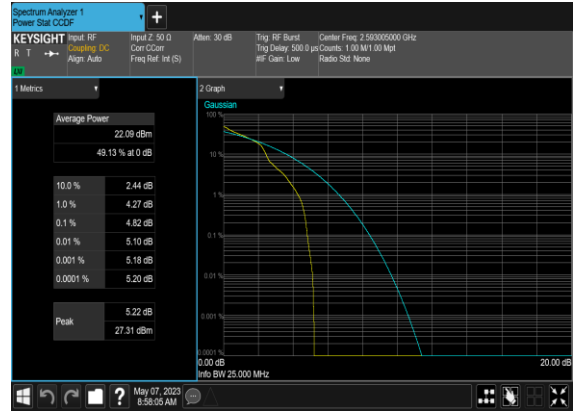 Spectrum Analyzer 1
Power Stat CCDF
+
KEYSIGHT
R T
LM
Input: RF
Coupling: DC
Align: Auto
Input Z: 50 Ω
Corr CCorr
Freq Ref: Int (S)
Atten: 30 dB
Trig: RF Burst
Trig Delay: 500.0 µs
#IF Gain: Low
Center Freq: 2.593005000 GHz
Counts: 1.00 M/1.00 Mpt
Radio Std: None
1 Metrics
Average Power
22.09 dBm
49.13 % at 0 dB
10.0 % 2.44 dB
1.0 % 4.27 dB
0.1 % 4.82 dB
0.01 % 5.10 dB
0.001 % 5.18 dB
0.0001 % 5.20 dB
Peak
5.22 dB
27.31 dBm
2 Graph
Gaussian
100 %
10 %
1 %
0.1 %
0.01 %
0.001 %
0.0001 %
0.00 dB 20.00 dB
Info BW 25.000 MHz
?
May 07, 2023
8:58:05 AM